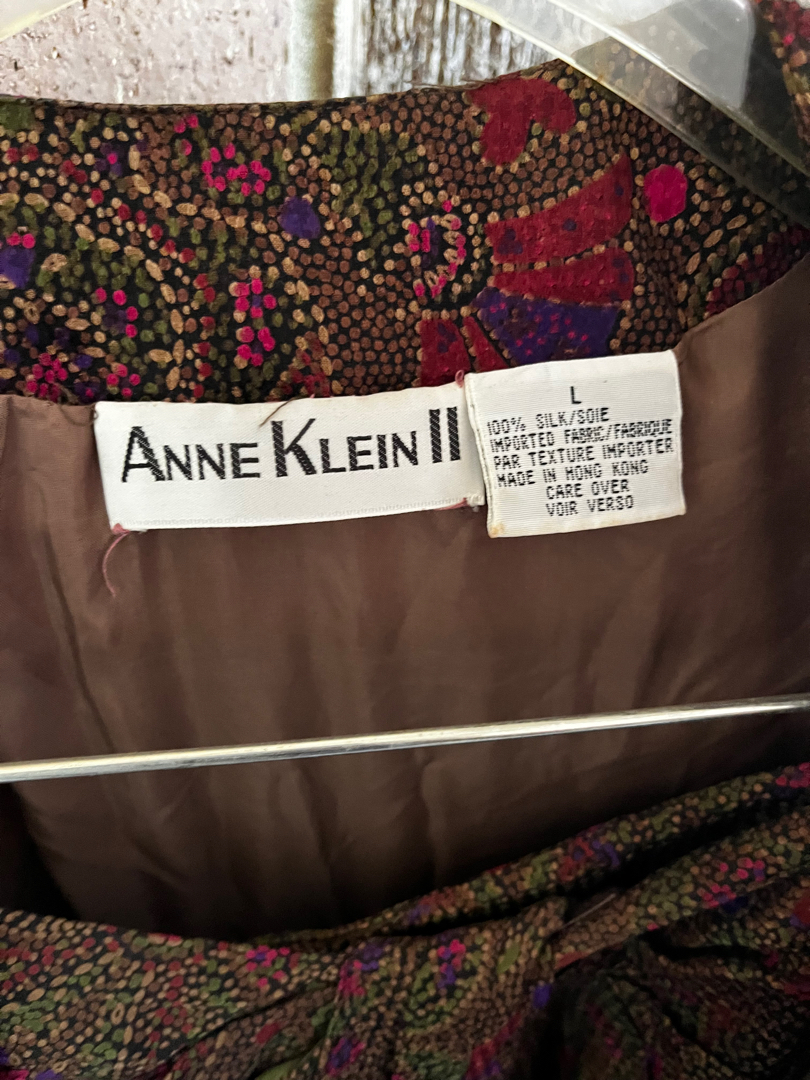 ANNE KLEIN II
L
100% SILK/SOIE
IMPORTED FABRIC/FABRIQUE
PAR TEXTURE IMPORTER
MADE IN HONG KONG
CARE OVER
VOIR VERSO